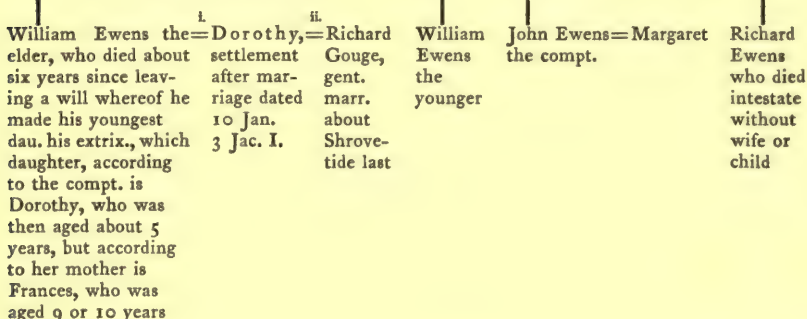 i.
ii.
William Ewens the=Dorothy,=Richard
elder, who died about
six years since leav-
ing a will whereof he
made his youngest
dau. his extrix., which
daughter, according
to the compt. is
Dorothy, who was
then aged about 5
years, but according
to her mother is
Frances, who was
aged 9 or 10 years
settlement
after mar-
riage dated
10 Jan.
3 Jac. I.
Gouge,
gent.
marr.
about
Shrove-
tide last
William
Ewens
the
younger
John Ewens=Margaret
the compt.
Richard
Ewens
who died
intestate
without
wife or
child